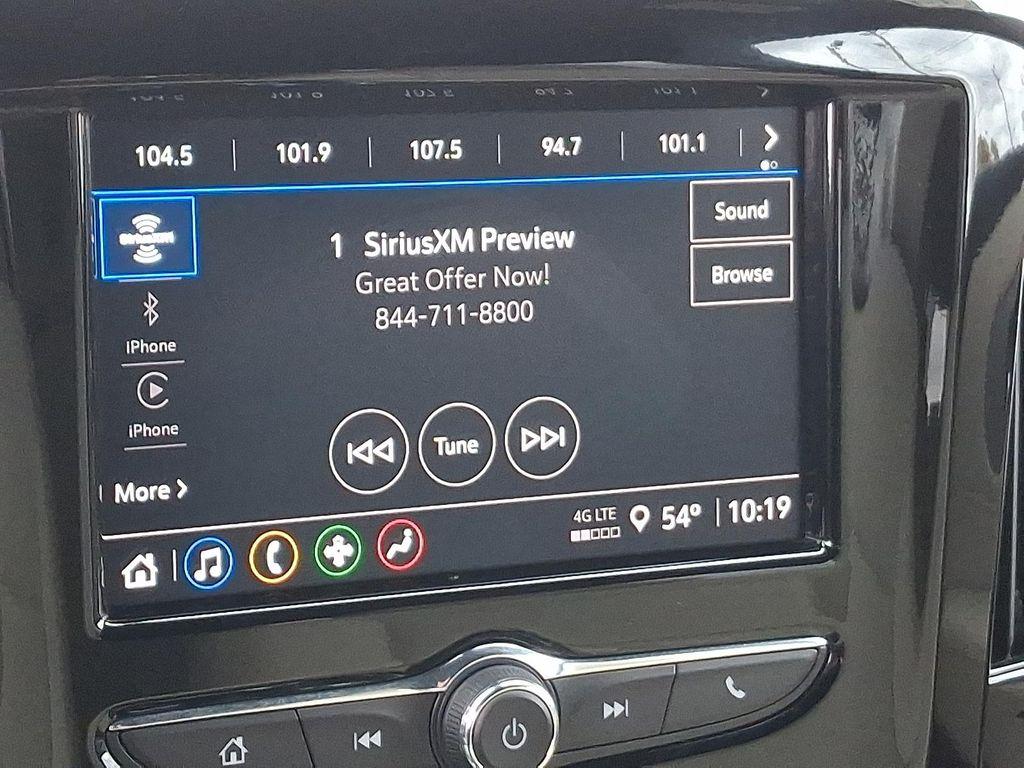 104.5 101.9 107.5 94.7 101.1
SIRIUSXM
1 SiriusXM Preview
Great Offer Now!
844-711-8800
Sound
Browse
iPhone
iPhone
More
Tune
4G LTE
54° 10:19